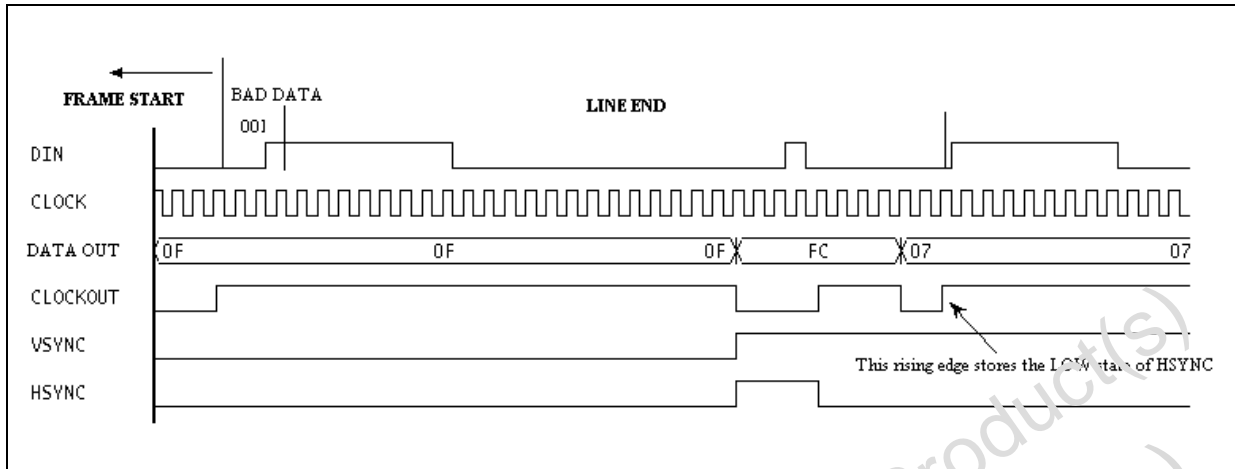 FRAME START
BAD DATA
001
LINE END
DIN
CLOCK
DATA OUT 0F 0F 0F FC 07 07
CLOCKOUT
VSYNC
This rising edge stores the LOW state of HSYNC
HSYNC
Product(s)